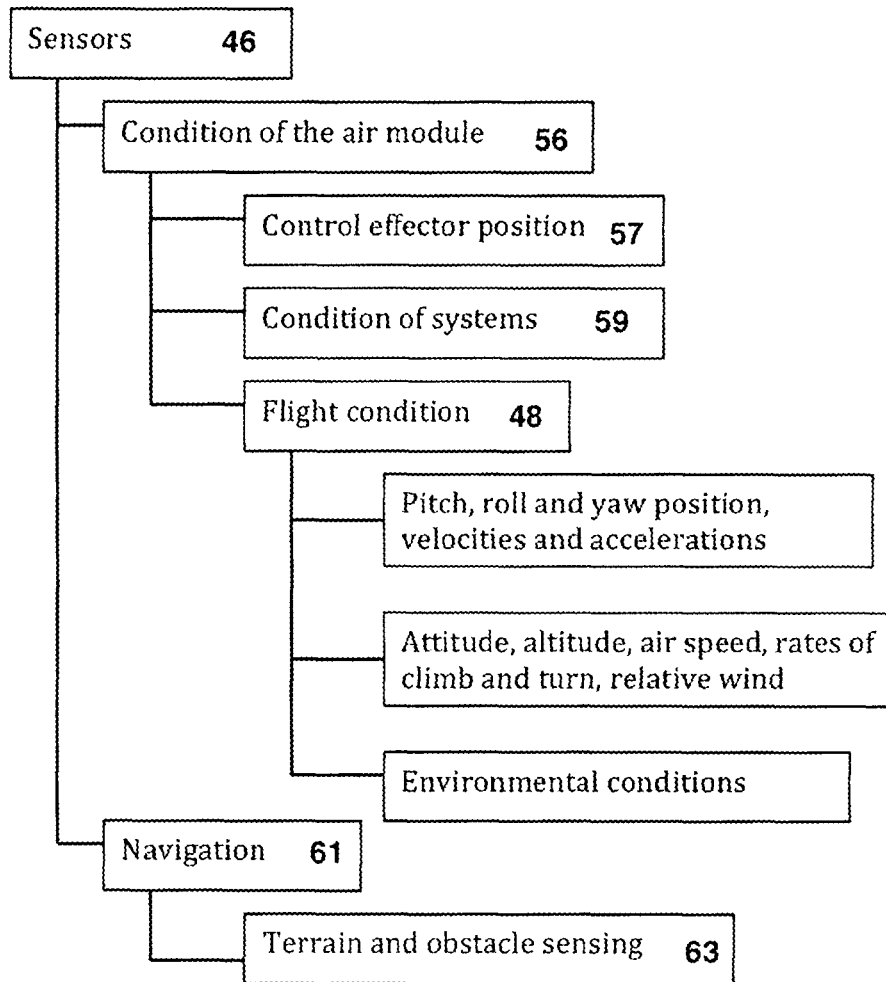 Sensors 46
Condition of the air module 56
Control effector position 57
Condition of systems 59
Flight condition 48
Pitch, roll and yaw position,
velocities and accelerations
Attitude, altitude, air speed, rates of
climb and turn, relative wind
Environmental conditions
Navigation 61
Terrain and obstacle sensing 63